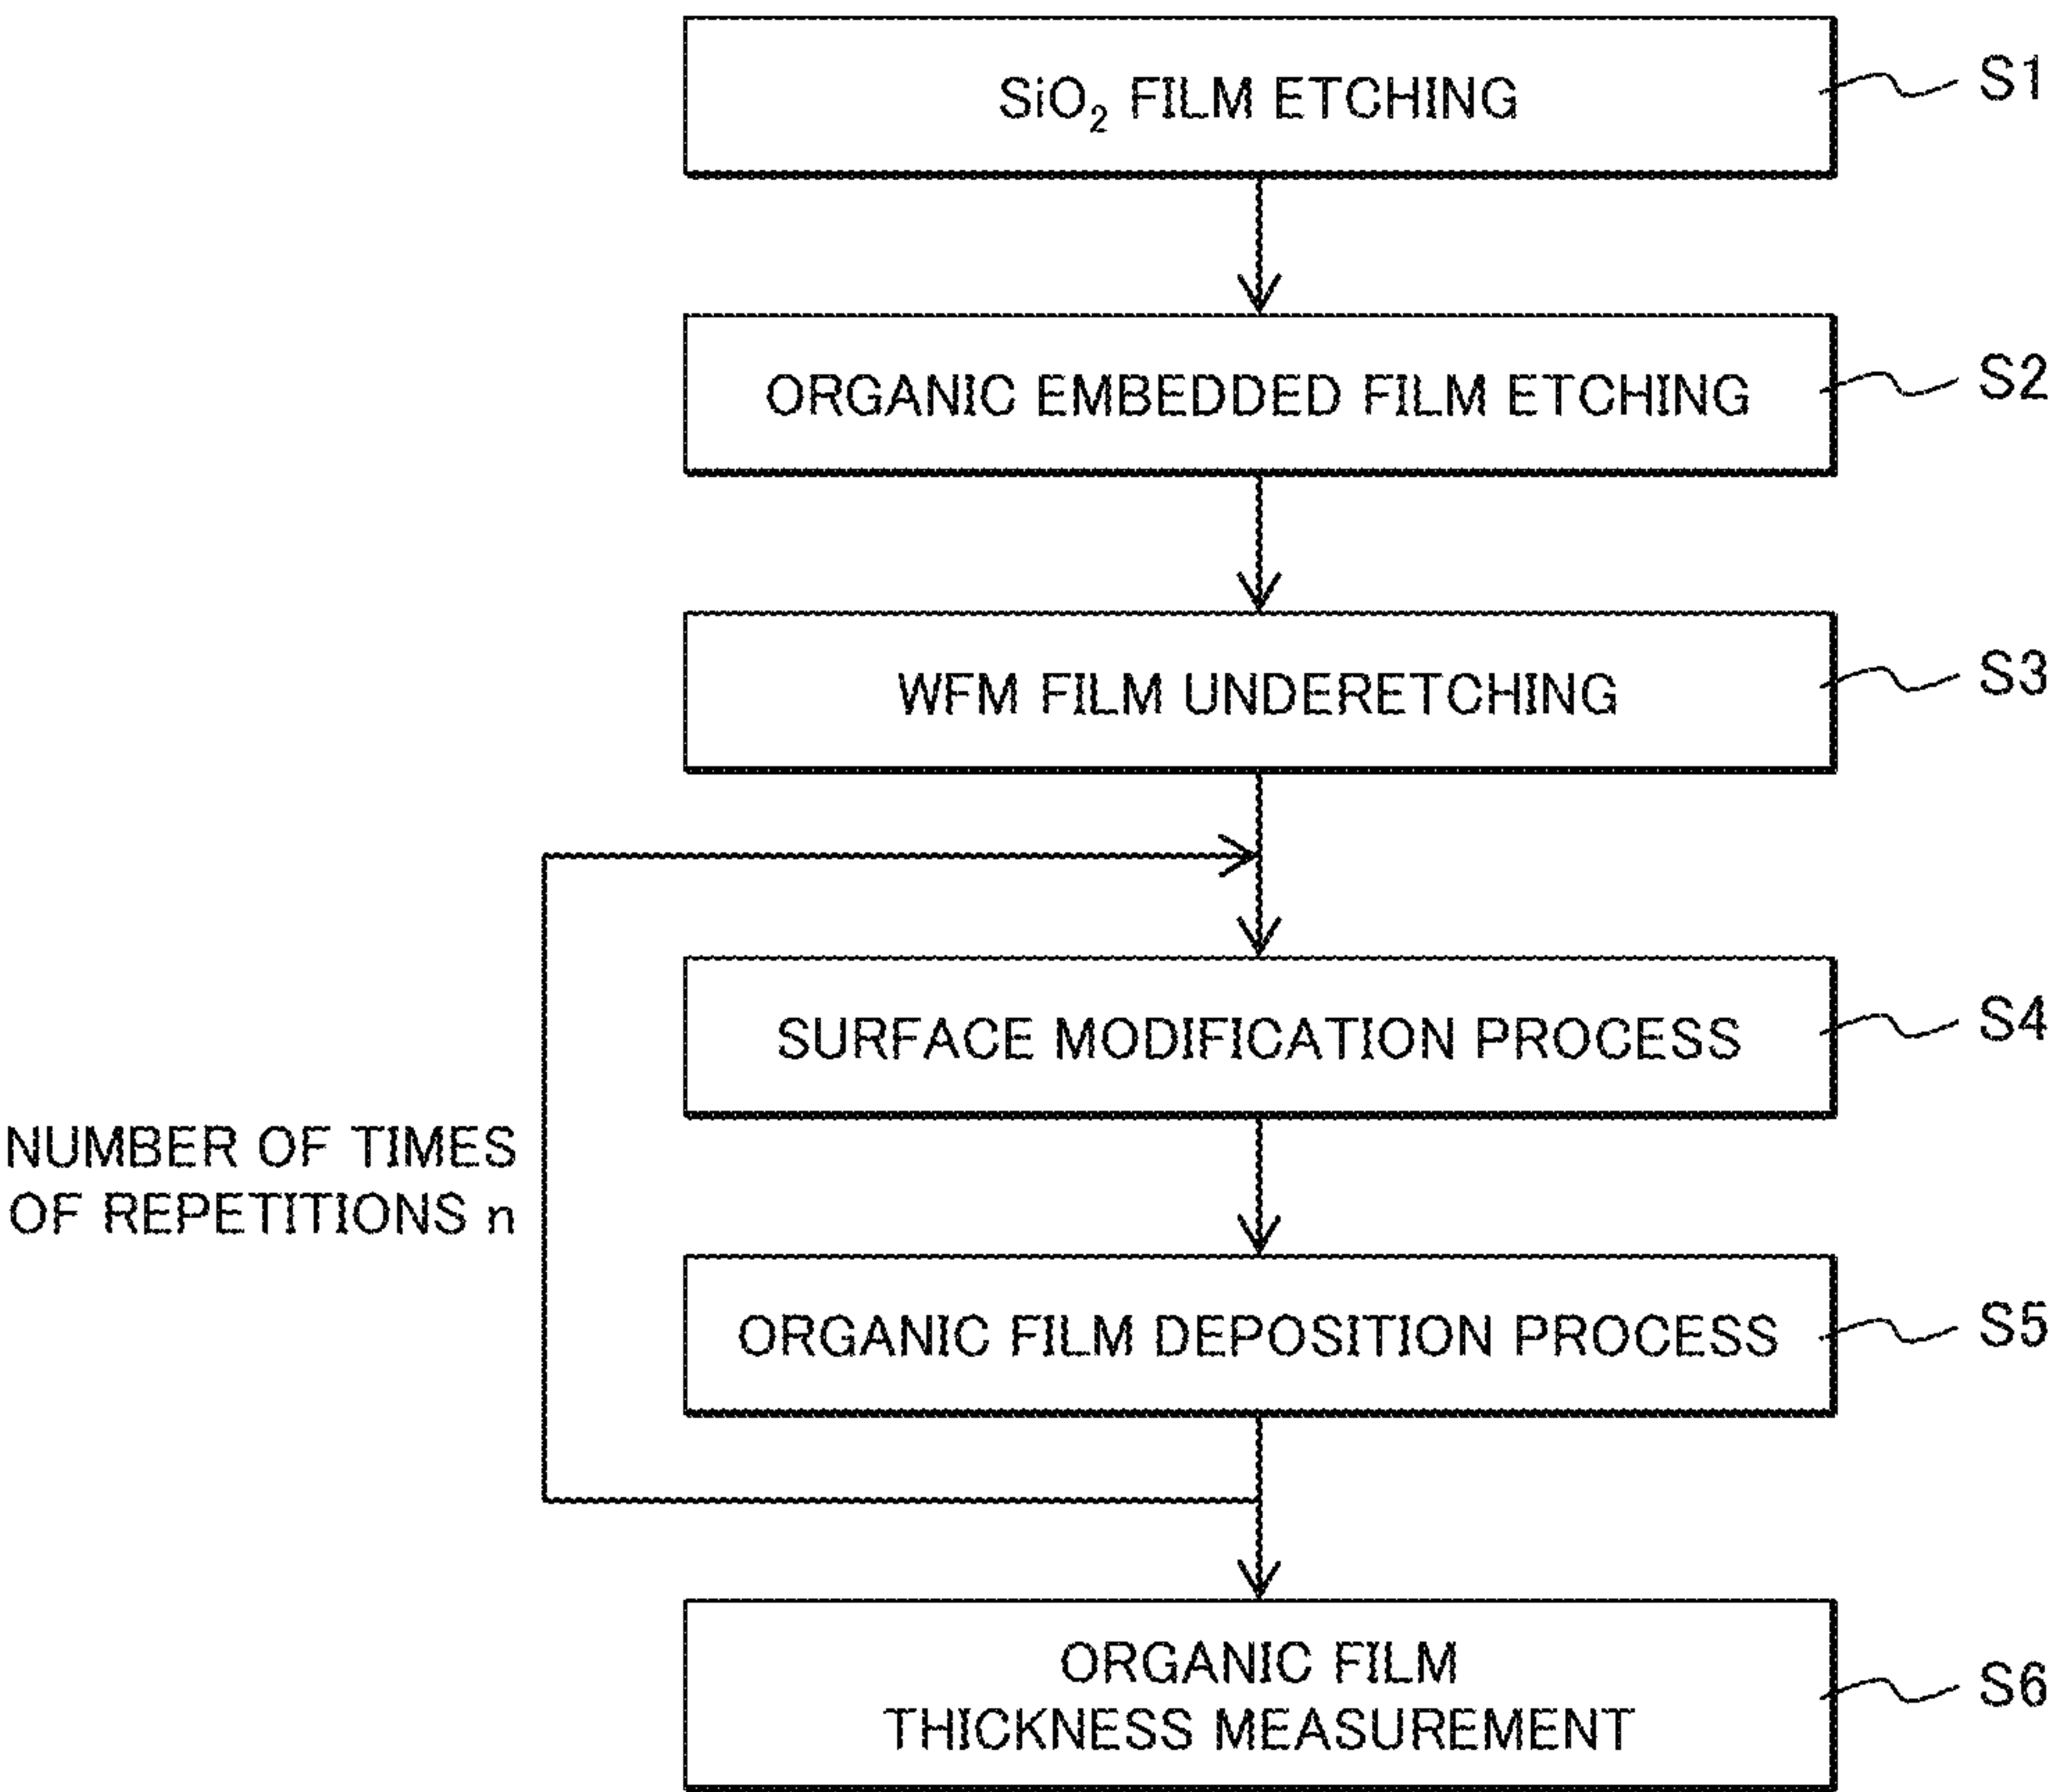 SiO₂ FILM ETCHING
S1
ORGANIC EMBEDDED FILM ETCHING
S2
WFM FILM UNDERETCHING
S3
SURFACE MODIFICATION PROCESS
S4
NUMBER OF TIMES
OF REPETITIONS n
ORGANIC FILM DEPOSITION PROCESS
S5
ORGANIC FILM
THICKNESS MEASUREMENT
S6